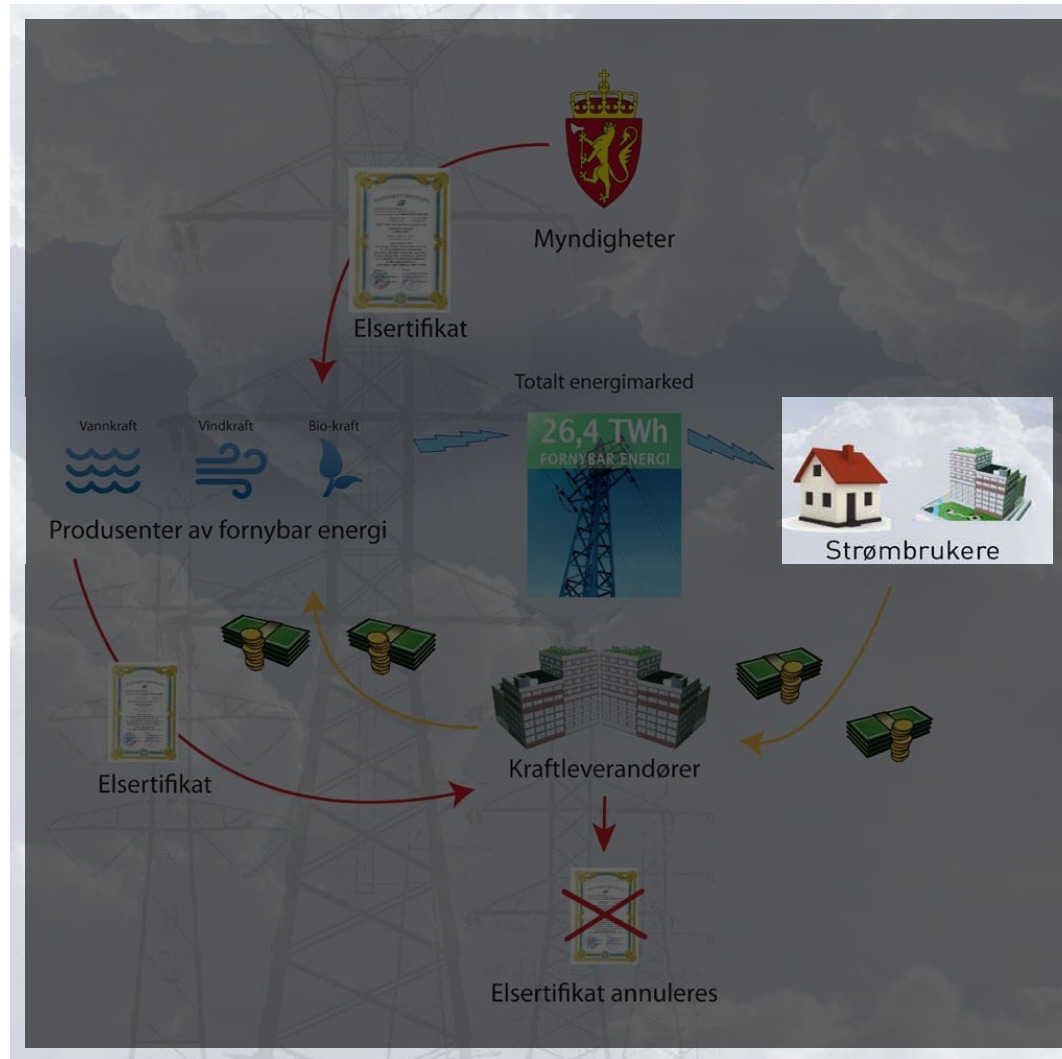 Myndigheter
Elsertifikat
Totalt energimarked
Vannkraft
Vindkraft
Bio-kraft
26,4 TWh
FORNYBAR ENERGI
Produsenter av fornybar energi
Strømbrukere
Elsertifikat
Kraftleverandører
Elsertifikat annuleres